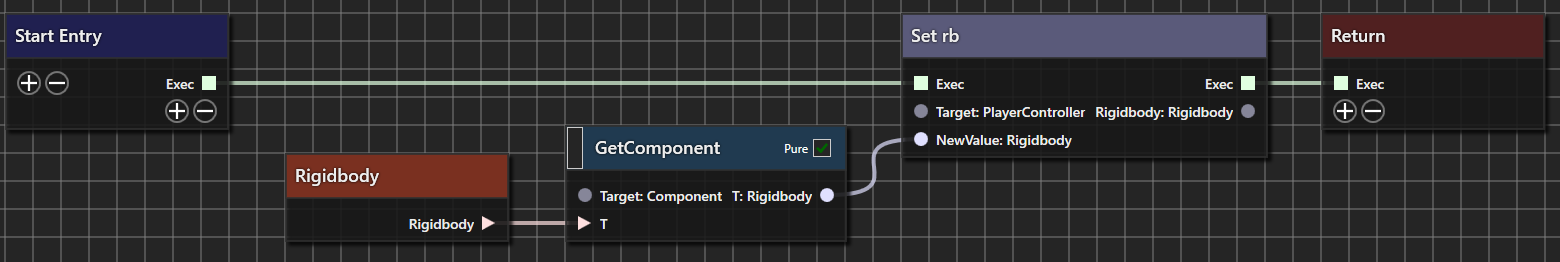 Start Entry
Exec
Rigidbody
Rigidbody
GetComponent
Pure
Target: Component T: Rigidbody
T
Set rb
Exec Exec
Target: PlayerController Rigidbody: Rigidbody
NewValue: Rigidbody
Return
Exec